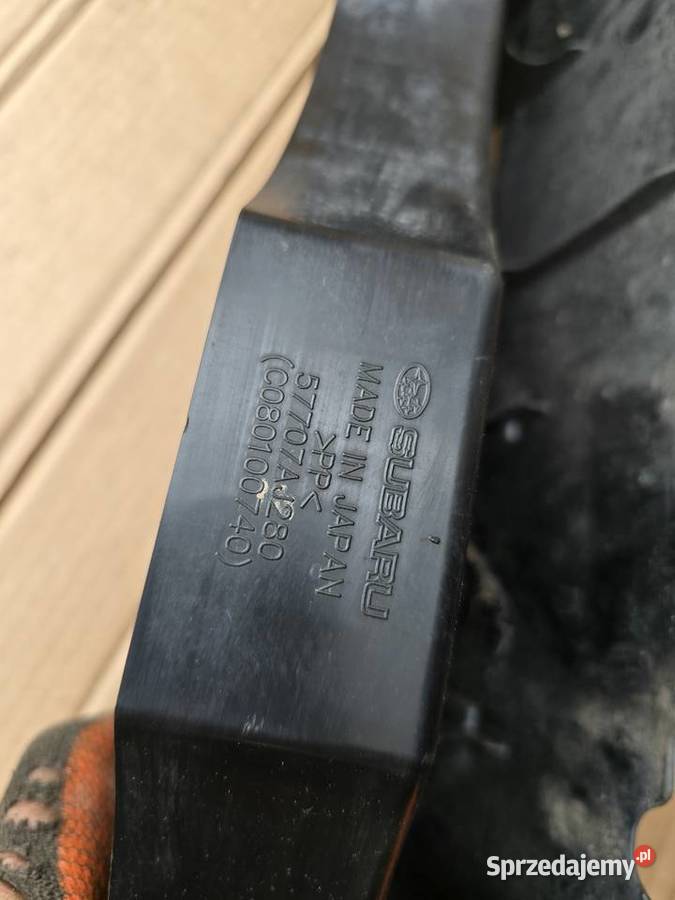 SUBARU
MADE IN JAPAN
>PP<
57707AJ280
(C080100740)
Sprzedajemy.pl